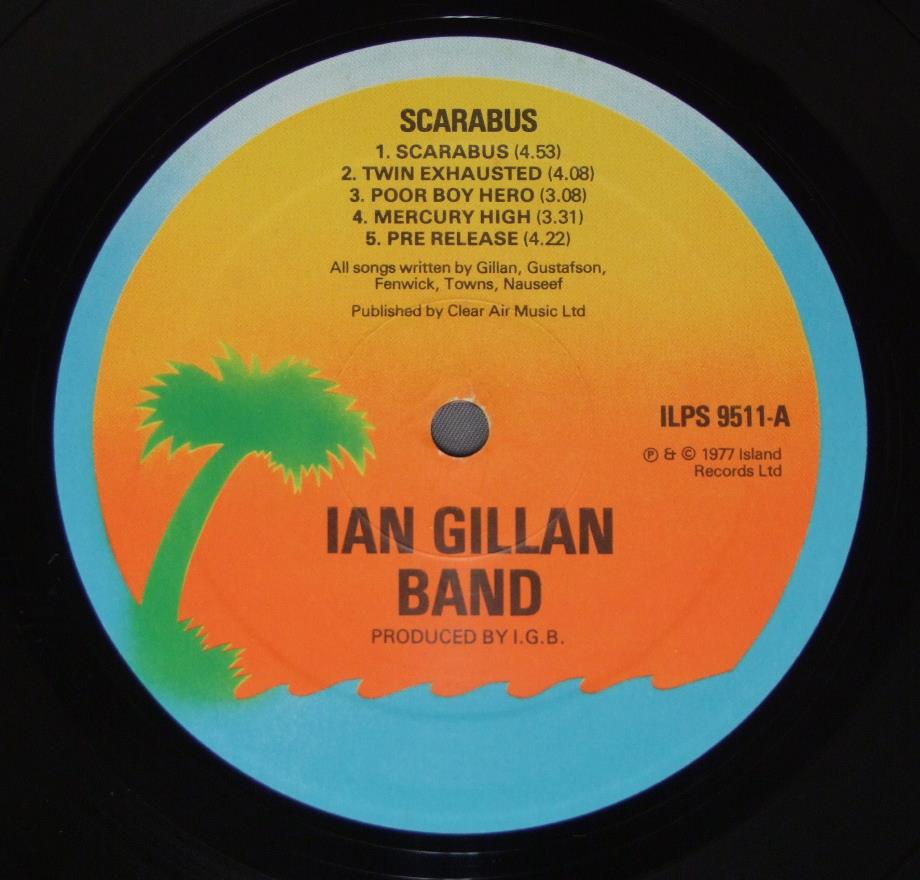 SCARABUS
1. SCARABUS (4.53)
2. TWIN EXHAUSTED (4.08)
3. POOR BOY HERO (3.08)
4. MERCURY HIGH (3.31)
5. PRE RELEASE (4.22)
All songs written by Gillan, Gustafson,
Fenwick, Towns, Nauseef
Published by Clear Air Music Ltd
ILPS 9511-A
℗ & © 1977 Island
Records Ltd
IAN GILLAN
BAND
PRODUCED BY I.G.B.